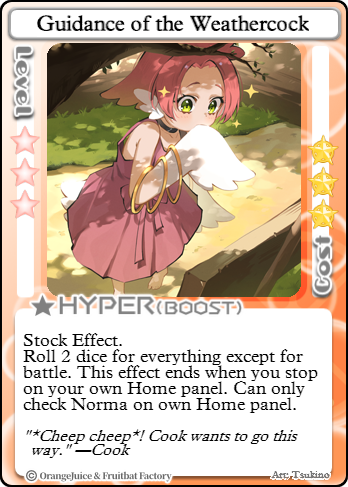 Guidance of the Weathercock
Level
Cost
HYPER(BOOST)
Stock Effect.
Roll 2 dice for everything except for
battle. This effect ends when you stop
on your own Home panel. Can only
check Norma on own Home panel.
"*Cheep cheep*! Cook wants to go this
way." —Cook
© OrangeJuice & Fruitbat Factory
Art: Tsukino